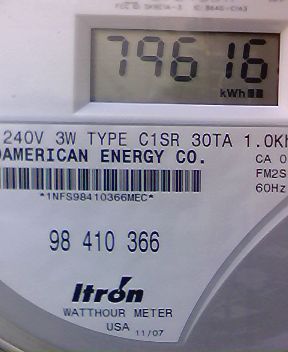 79616
kWh
240V 3W TYPE C1SR 30TA 1.0Kh
AMERICAN ENERGY CO.
CA 0
FM2S
60Hz
*1NFS98410366MEC*
98 410 366
Itron
WATTHOUR METER
USA 11/07